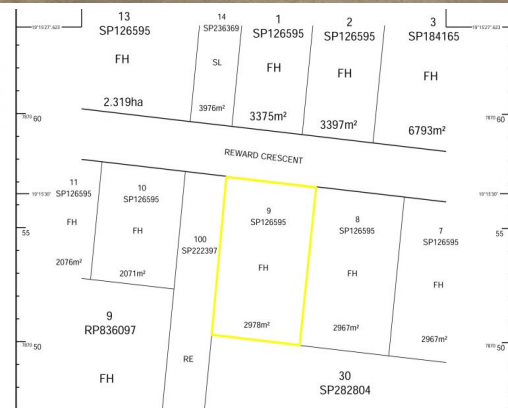 13
SP126595
FH
2.319ha
14
SP236369
SL
3976m²
1
SP126595
FH
3375m²
2
SP126595
FH
3397m²
3
SP184165
FH
6793m²
60
60
REWARD CRESCENT
11
SP126595
FH
2076m²
10
SP126595
FH
2071m²
100
SP222397
RE
9
SP126595
FH
2978m²
8
SP126595
FH
2967m²
7
SP126595
FH
2967m²
55
55
9
RP836097
FH
50
50
30
SP282804